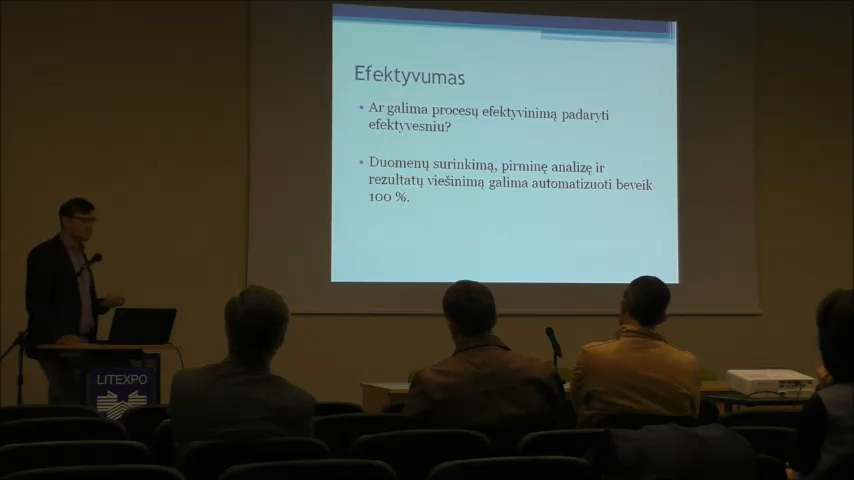 Efektyvumas
• Ar galima procesų efektyvinimą padaryti
efektyvesniu?
• Duomenų surinkimą, pirminę analizę ir
rezultatų viešinimą galima automatizuoti beveik
100 %.
LITEXPO